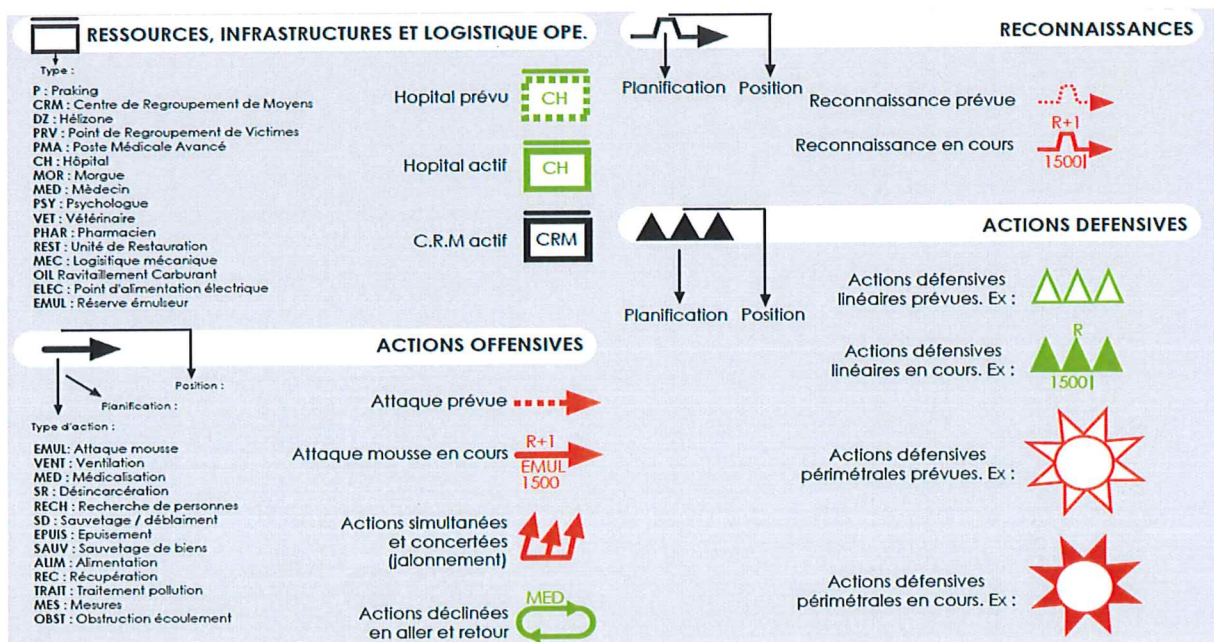 RESSOURCES, INFRASTRUCTURES ET LOGISTIQUE OPE.
Type :
P : Praking
CRM : Centre de Regroupement de Moyens
DZ : Hélizone
PRV : Point de Regroupement de Victimes
PMA : Poste Médicale Avancé
CH : Hôpital
MOR : Morgue
MED : Mèdecin
PSY : Psychologue
VET : Vétérinaire
PHAR : Pharmacien
REST : Unité de Restauration
MEC : Logisitique mécanique
OIL Ravitaillement Carburant
ELEC : Point d'alimentation électrique
EMUL : Réserve émulseur
Hopital prévu
CH
Hopital actif
CH
C.R.M actif
CRM
ACTIONS OFFENSIVES
Position :
Planification :
Type d'action :
EMUL: Attaque mousse
VENT : Ventilation
MED : Médicalisation
SR : Désincarcération
RECH : Recherche de personnes
SD : Sauvetage / déblaiment
EPUIS : Epuisement
SAUV : Sauvetage de biens
ALIM : Alimentation
REC : Récupération
TRAIT : Traitement pollution
MES : Mesures
OBST : Obstruction écoulement
Attaque prévue
Attaque mousse en cours
R+1
EMUL
1500
Actions simultanées
et concertées
(jalonnement)
Actions déclinées
en aller et retour
MED
RECONNAISSANCES
Planification Position
Reconnaissance prévue
Reconnaissance en cours
R+1
1500l
ACTIONS DEFENSIVES
Planification Position
Actions défensives
linéaires prévues. Ex :
Actions défensives
linéaires en cours. Ex :
R
1500l
Actions défensives
périmétrales prévues. Ex :
Actions défensives
périmétrales en cours. Ex :